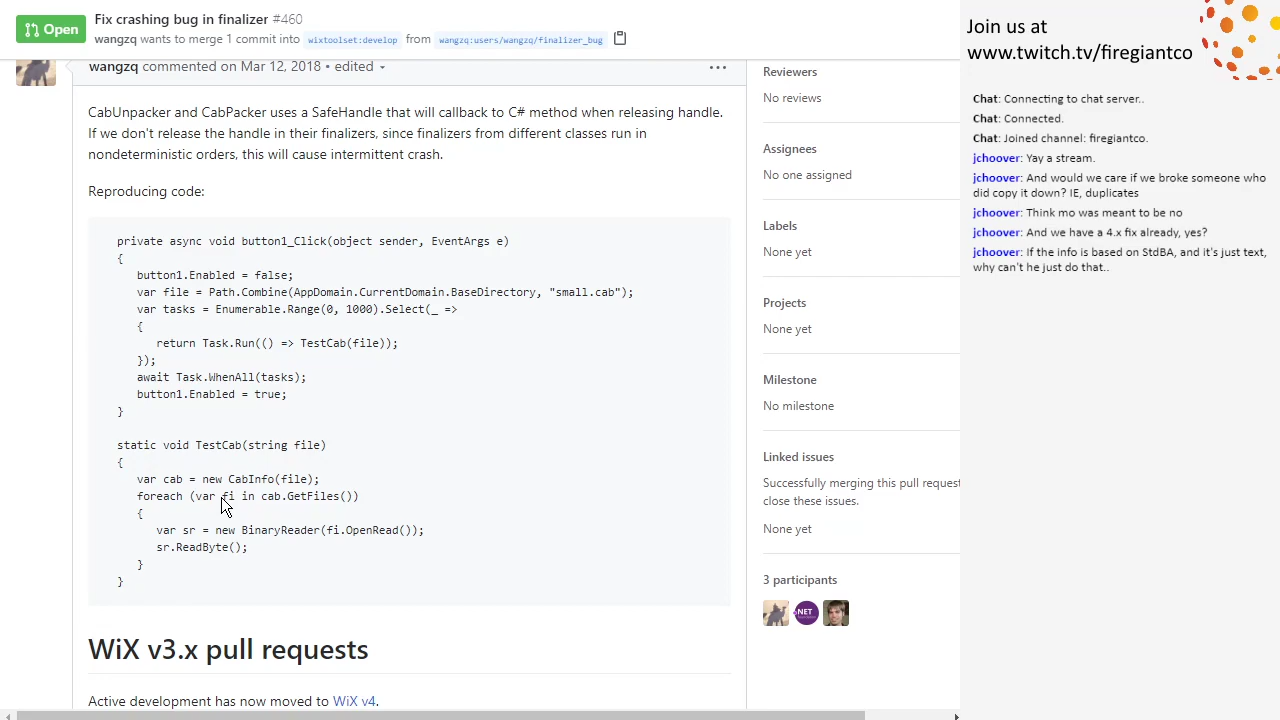 Open
Fix crashing bug in finalizer #460
wangzq wants to merge 1 commit into wixtoolset:develop from wangzq:users/wangzq/finalizer_bug
wangzq commented on Mar 12, 2018 • edited
CabUnpacker and CabPacker uses a SafeHandle that will callback to C# method when releasing handle.
If we don't release the handle in their finalizers, since finalizers from different classes run in
nondeterministic orders, this will cause intermittent crash.
Reproducing code:
private async void button1_Click(object sender, EventArgs e)
{
button1.Enabled = false;
var file = Path.Combine(AppDomain.CurrentDomain.BaseDirectory, "small.cab");
var tasks = Enumerable.Range(0, 1000).Select(_ =>
{
return Task.Run(() => TestCab(file));
});
await Task.WhenAll(tasks);
button1.Enabled = true;
}
static void TestCab(string file)
{
var cab = new CabInfo(file);
foreach (var fi in cab.GetFiles())
{
var sr = new BinaryReader(fi.OpenRead());
sr.ReadByte();
}
}
WiX v3.x pull requests
Active development has now moved to WiX v4.
Reviewers
No reviews
Assignees
No one assigned
Labels
None yet
Projects
None yet
Milestone
No milestone
Linked issues
Successfully merging this pull request
close these issues.
None yet
3 participants
.NET
Join us at
www.twitch.tv/firegiantco
Chat: Connecting to chat server..
Chat: Connected.
Chat: Joined channel: firegiantco.
jchoover: Yay a stream.
jchoover: And would we care if we broke someone who
did copy it down? IE, duplicates
jchoover: Think mo was meant to be no
jchoover: And we have a 4.x fix already, yes?
jchoover: If the info is based on StdBA, and it's just text,
why can't he just do that..